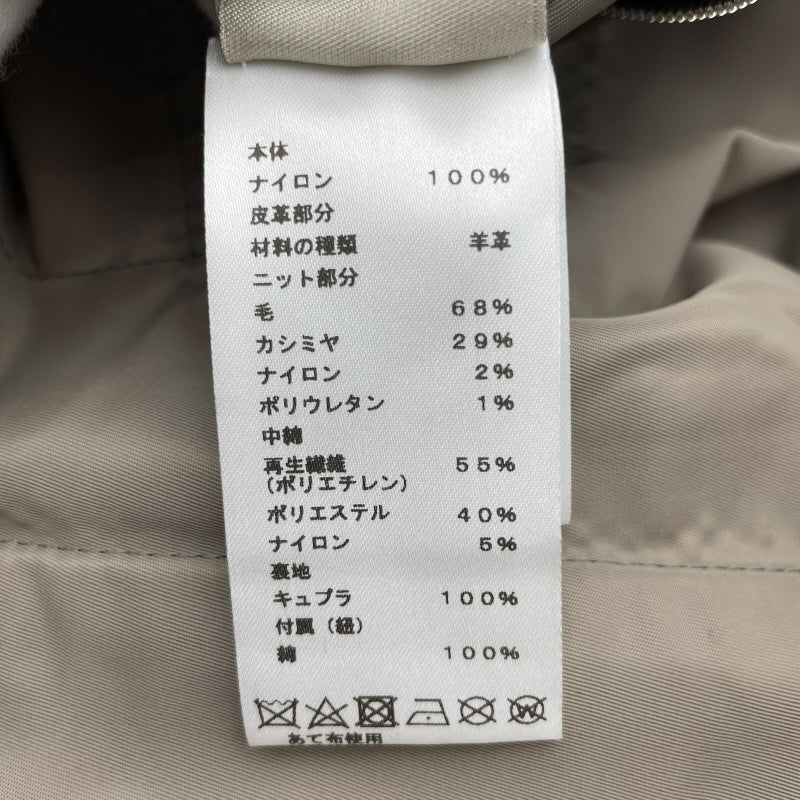 本体
ナイロン 100%
皮革部分
材料の種類 羊革
ニット部分
毛 68%
カシミヤ 29%
ナイロン 2%
ポリウレタン 1%
中綿
再生繊維 55%
(ポリエチレン)
ポリエステル 40%
ナイロン 5%
裏地
キュプラ 100%
付属(紐)
綿 100%
W
あて布使用